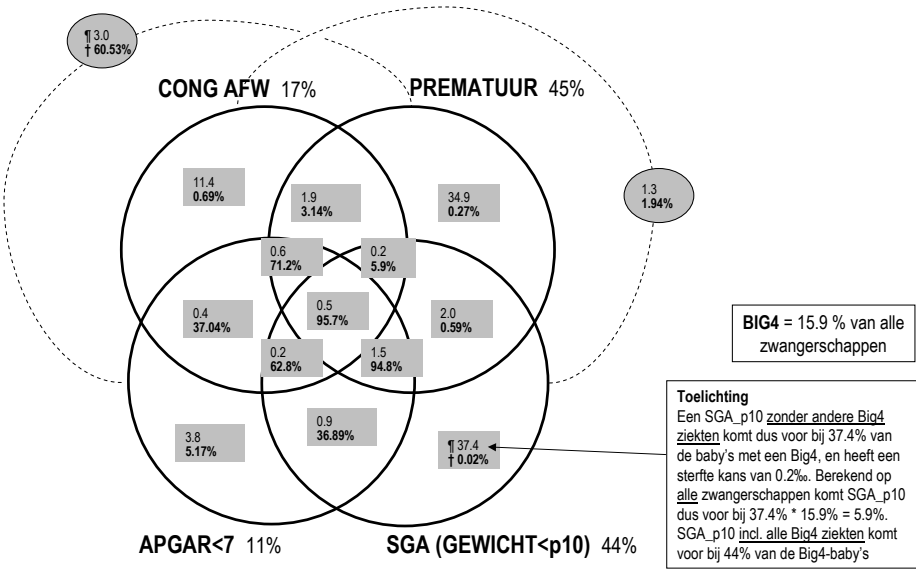 ¶ 3.0
† 60.53%
CONG AFW 17%
PREMATUUR 45%
11.4
0.69%
1.9
3.14%
34.9
0.27%
1.3
1.94%
0.6
71.2%
0.2
5.9%
0.4
37.04%
0.5
95.7%
2.0
0.59%
0.2
62.8%
1.5
94.8%
3.8
5.17%
0.9
36.89%
¶ 37.4
† 0.02%
APGAR<7 11%
SGA (GEWICHT<p10) 44%
BIG4 = 15.9 % van alle
zwangerschappen
Toelichting
Een SGA_p10 zonder andere Big4
ziekten komt dus voor bij 37.4% van
de baby's met een Big4, en heeft een
sterfte kans van 0.2‰. Berekend op
alle zwangerschappen komt SGA_p10
dus voor bij 37.4% * 15.9% = 5.9%.
SGA_p10 incl. alle Big4 ziekten komt
voor bij 44% van de Big4-baby's